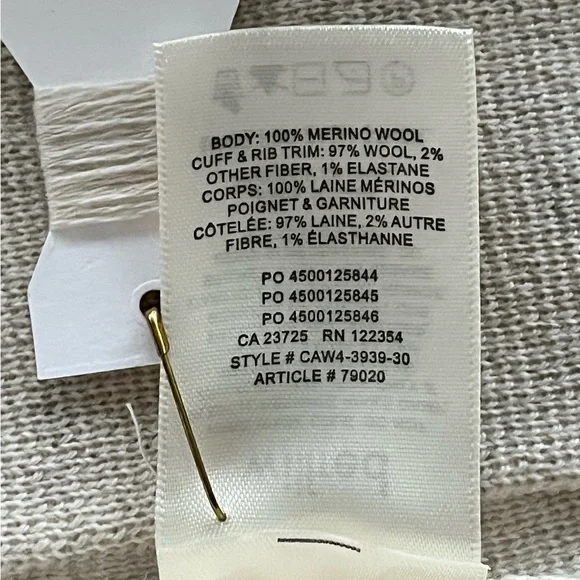 BODY: 100% MERINO WOOL
CUFF & RIB TRIM: 97% WOOL, 2%
OTHER FIBER, 1% ELASTANE
CORPS: 100% LAINE MÉRINOS
POIGNET & GARNITURE
CÔTELÉE: 97% LAINE, 2% AUTRE
FIBRE, 1% ÉLASTHANNE
PO 4500125844
PO 4500125845
PO 4500125846
CA 23725 RN 122354
STYLE # CAW4-3939-30
ARTICLE # 79020